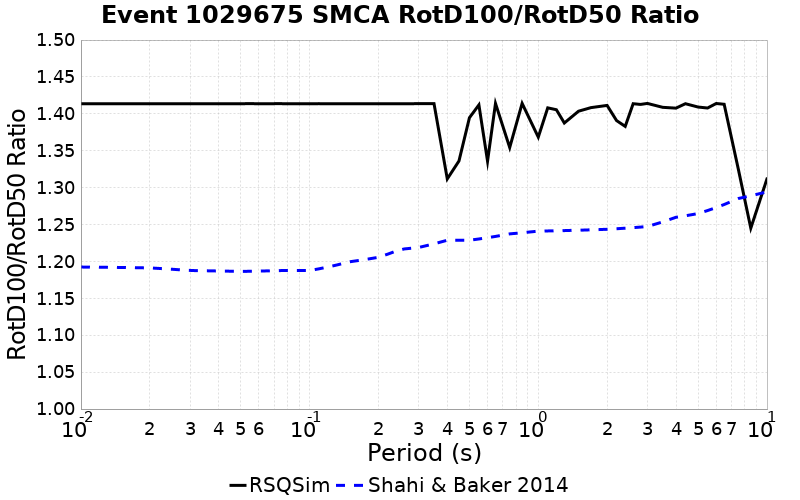 Event 1029675 SMCA RotD100/RotD50 Ratio
RotD100/RotD50 Ratio
1.50
1.45
1.40
1.35
1.30
1.25
1.20
1.15
1.10
1.05
1.00
10-2 2 3 4 5 6 10-1 2 3 4 5 6 7 100 2 3 4 5 6 7 101
Period (s)
RSQSim Shahi & Baker 2014